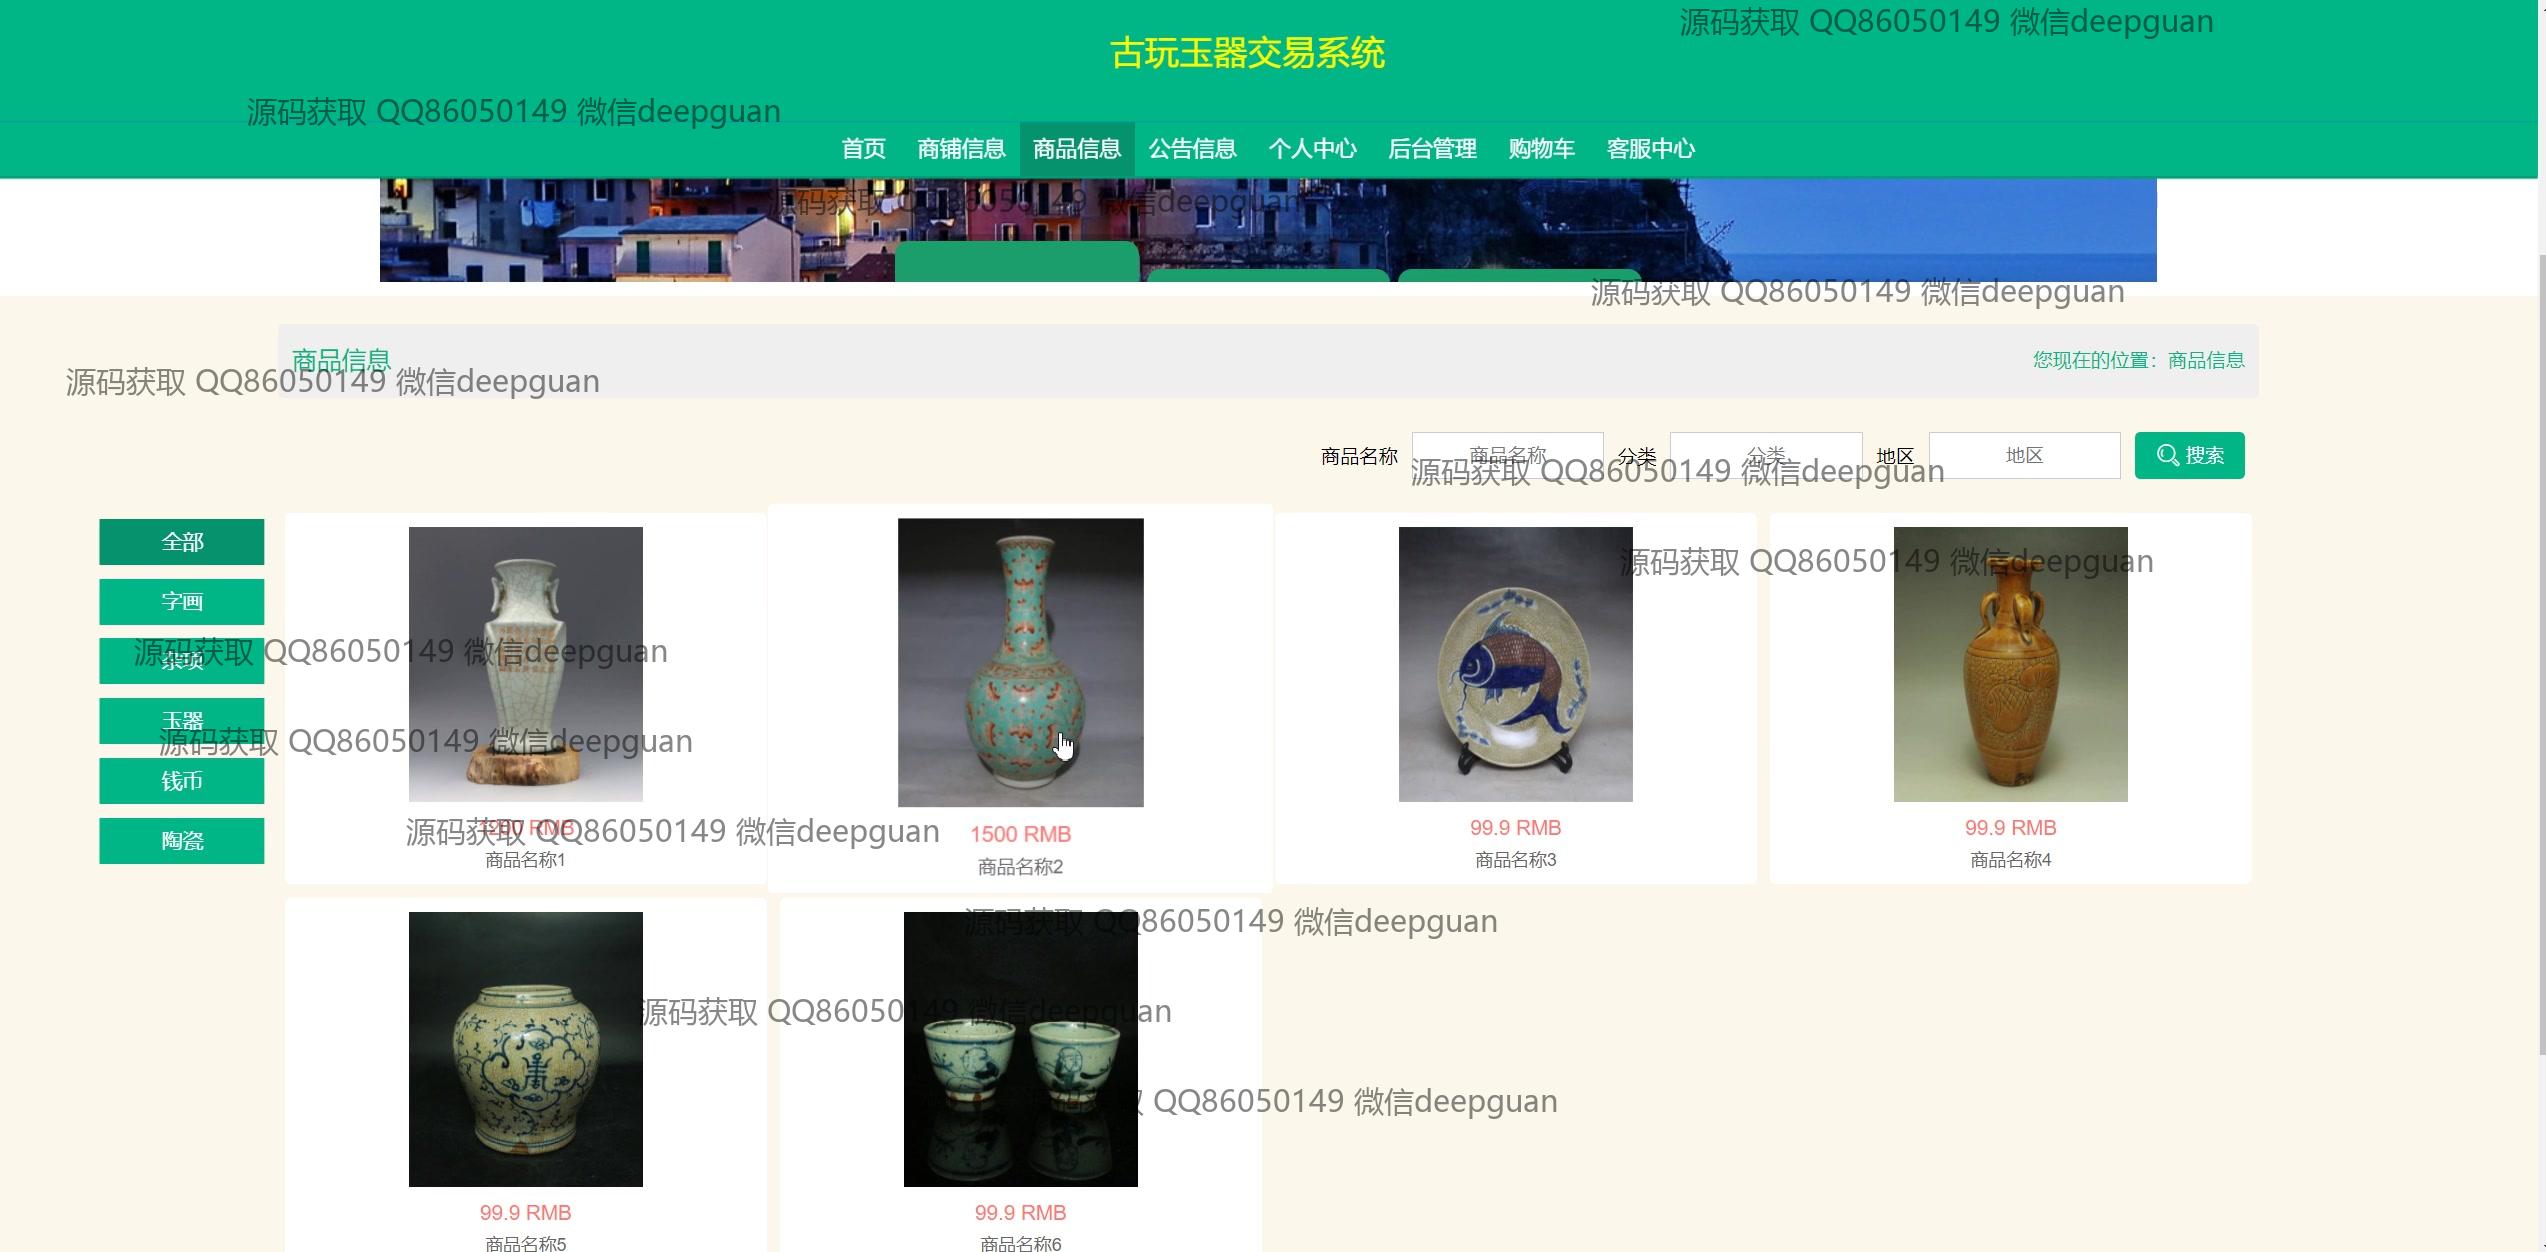 源码获取 QQ86050149 微信deepguan
古玩玉器交易系统
源码获取 QQ86050149 微信deepguan
首页 商铺信息 商品信息 公告信息 个人中心 后台管理 购物车 客服中心
源码获取 QQ86050149 微信deepguan
源码获取 QQ86050149 微信deepguan
商品信息 您现在的位置：商品信息
源码获取 QQ86050149 微信deepguan
商品名称 商品名称 分类 分类 地区 地区 搜索
源码获取 QQ86050149 微信deepguan
全部
源码获取 QQ86050149 微信deepguan
字画
源码获取 QQ86050149 微信deepguan
杂项
玉器
源码获取 QQ86050149 微信deepguan
钱币
陶瓷
源码获取 QQ86050149 微信deepguan
1200 RMB
商品名称1
1500 RMB
商品名称2
99.9 RMB
商品名称3
99.9 RMB
商品名称4
源码获取 QQ86050149 微信deepguan
源码获取 QQ86050149 微信deepguan
源码获取 QQ86050149 微信deepguan
99.9 RMB
商品名称5
99.9 RMB
商品名称6